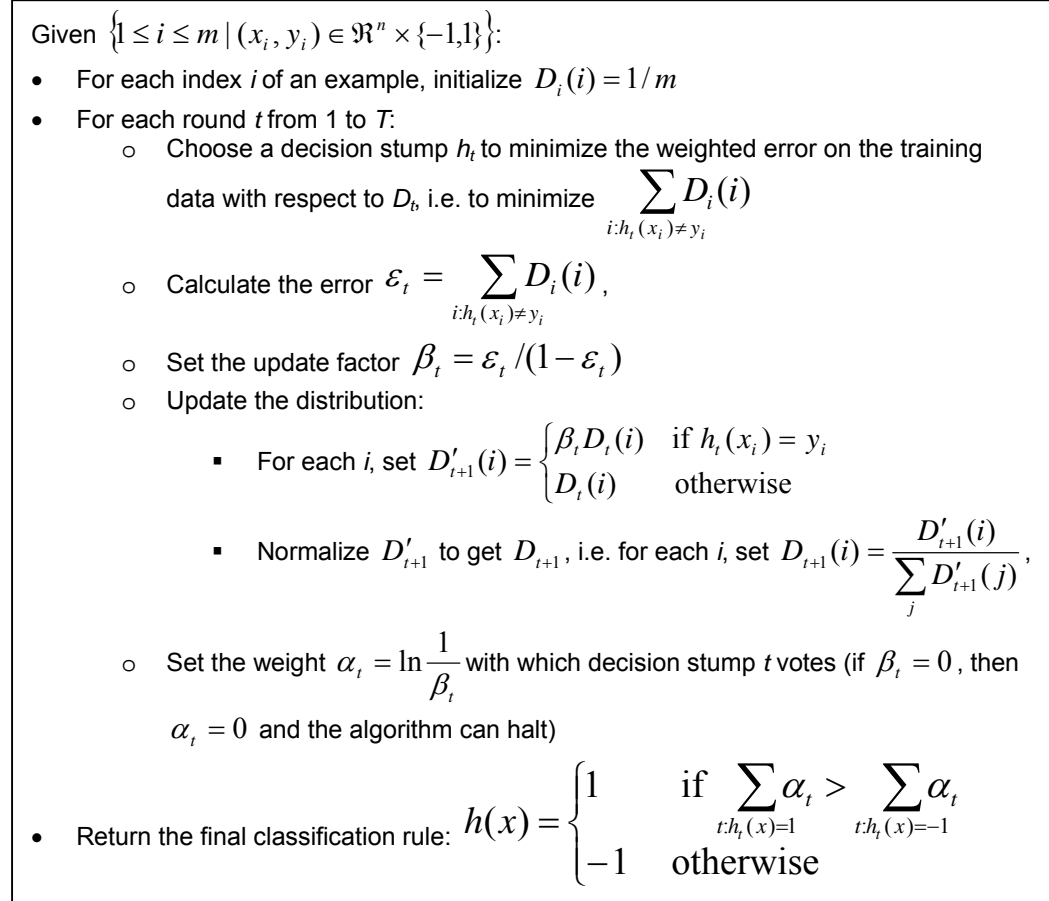 Given {1 ≤ i ≤ m | (x_i, y_i) ∈ ℜ^n × {−1,1}}:
• For each index i of an example, initialize D_i(i) = 1/m
• For each round t from 1 to T:
o Choose a decision stump h_t to minimize the weighted error on the training
data with respect to D_t, i.e. to minimize ∑_{i:h_t(x_i)≠y_i} D_i(i)
o Calculate the error ε_t = ∑_{i:h_t(x_i)≠y_i} D_i(i),
o Set the update factor β_t = ε_t /(1 − ε_t)
o Update the distribution:
▪ For each i, set D′_{t+1}(i) = { β_t D_t(i) if h_t(x_i) = y_i
D_t(i) otherwise
▪ Normalize D′_{t+1} to get D_{t+1}, i.e. for each i, set D_{t+1}(i) = D′_{t+1}(i) / ∑_j D′_{t+1}(j),
o Set the weight α_t = ln 1/β_t with which decision stump t votes (if β_t = 0, then
α_t = 0 and the algorithm can halt)
• Return the final classification rule: h(x) = { 1 if ∑_{t:h_t(x)=1} α_t > ∑_{t:h_t(x)=−1} α_t
−1 otherwise